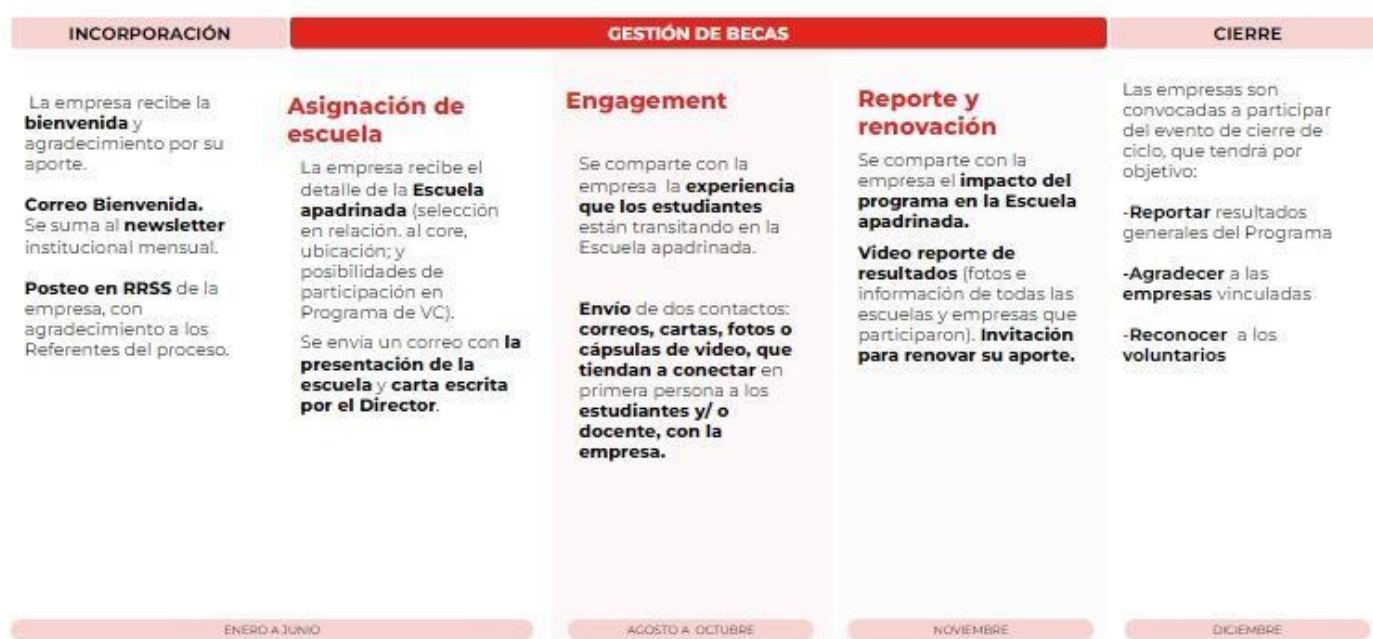 INCORPORACIÓN
GESTIÓN DE BECAS
CIERRE
La empresa recibe la
bienvenida y
agradecimiento por su
aporte.
Correo Bienvenida.
Se suma al newsletter
institucional mensual.
Posteo en RRSS de la
empresa, con
agradecimiento a los
Referentes del proceso.
Asignación de
escuela
La empresa recibe el
detalle de la Escuela
apadrinada (selección
en relación. al core,
ubicación; y
posibilidades de
participación en
Programa de VC).
Se envía un correo con la
presentación de la
escuela y carta escrita
por el Director.
Engagement
Se comparte con la
empresa la experiencia
que los estudiantes
están transitando en la
Escuela apadrinada.
Envío de dos contactos:
correos, cartas, fotos o
cápsulas de video, que
tiendan a conectar en
primera persona a los
estudiantes y/ o
docente, con la
empresa.
Reporte y
renovación
Se comparte con la
empresa el impacto del
programa en la Escuela
apadrinada.
Video reporte de
resultados (fotos e
información de todas las
escuelas y empresas que
participaron). Invitación
para renovar su aporte.
Las empresas son
convocadas a participar
del evento de cierre de
ciclo, que tendrá por
objetivo:
-Reportar resultados
generales del Programa
-Agradecer a las
empresas vinculadas
-Reconocer a los
voluntarios
ENERO A JUNIO
AGOSTO A OCTUBRE
NOVIEMBRE
DICIEMBRE